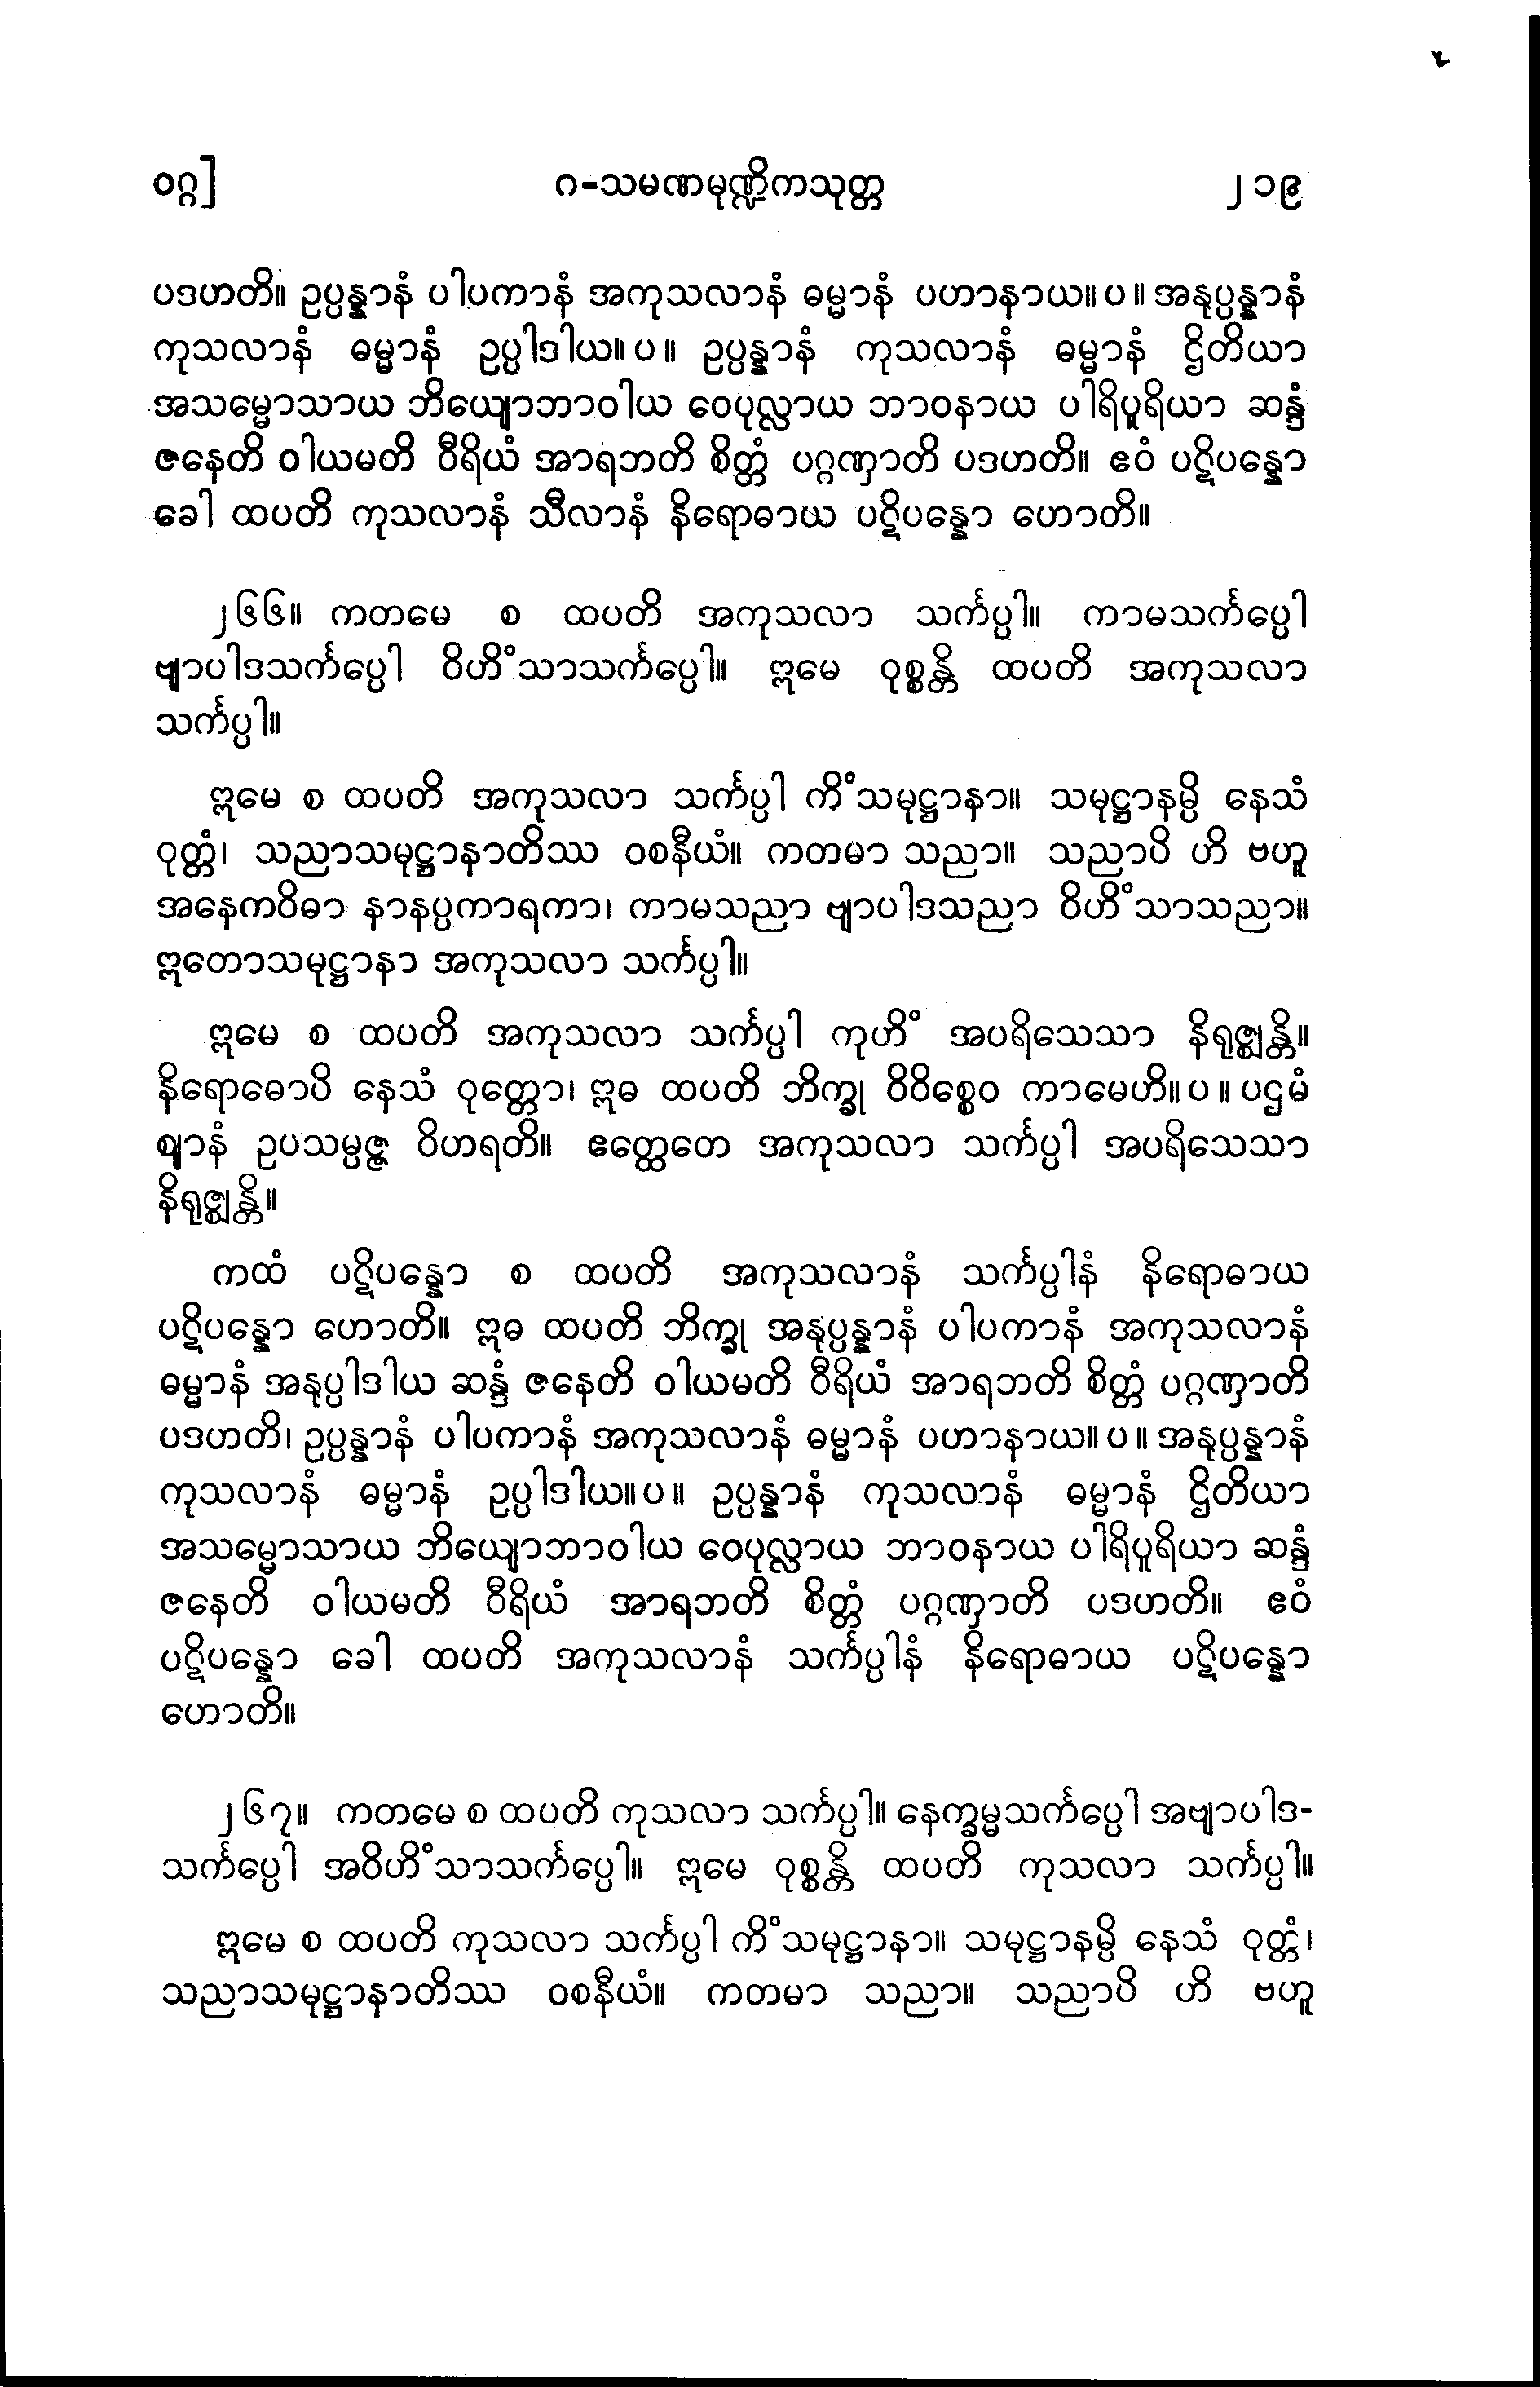 ဝဂ္ဂ] ဂ-သမဏမုဏ္ဍိကသုတ္တ ၂၁၉
ပဒဟတိ။ ဥပ္ပန္နာနံ ပါပကာနံ အကုသလာနံ ဓမ္မာနံ ပဟာနာယ။ပ။ အနုပ္ပန္နာနံ
ကုသလာနံ ဓမ္မာနံ ဥပ္ပါဒါယ။ပ။ ဥပ္ပန္နာနံ ကုသလာနံ ဓမ္မာနံ ဌိတိယာ
အသမ္မောသာယ ဘိယျောဘာဝါယ ဝေပုလ္လာယ ဘာဝနာယ ပါရိပူရိယာ ဆန္ဒံ
ဇနေတိ ဝါယမတိ ဝီရိယံ အာရဘတိ စိတ္တံ ပဂ္ဂဏှာတိ ပဒဟတိ။ ဧဝံ ပဋိပန္နော
ခေါ ထပတိ ကုသလာနံ သီလာနံ နိရောဓာယ ပဋိပန္နော ဟောတိ။
၂၆၆။ ကတမေ စ ထပတိ အကုသလာ သင်္ကပ္ပါ။ ကာမသင်္ကပ္ပေါ
ဗျာပါဒသင်္ကပ္ပေါ ဝိဟိံသာသင်္ကပ္ပေါ။ ဣမေ ဝုစ္စန္တိ ထပတိ အကုသလာ
သင်္ကပ္ပါ။
ဣမေ စ ထပတိ အကုသလာ သင်္ကပ္ပါ ကိံသမုဋ္ဌာနာ။ သမုဋ္ဌာနမ္ပိ နေသံ
ဝုတ္တံ၊ သညာသမုဋ္ဌာနာတိဿ ဝစနီယံ။ ကတမာ သညာ။ သညာပိ ဟိ ဗဟူ
အနေကဝိဓာ နာနပ္ပကာရကာ၊ ကာမသညာ ဗျာပါဒသညာ ဝိဟိံသာသညာ။
ဣတောသမုဋ္ဌာနာ အကုသလာ သင်္ကပ္ပါ။
ဣမေ စ ထပတိ အကုသလာ သင်္ကပ္ပါ ကုဟိံ အပရိသေသာ နိရုဇ္ဈန္တိ။
နိရောဓောပိ နေသံ ဝုတ္တော၊ ဣဓ ထပတိ ဘိက္ခု ဝိဝိစ္စေဝ ကာမေဟိ။ပ။ ပဌမံ
ဈာနံ ဥပသမ္ပဇ္ဇ ဝိဟရတိ။ ဧတ္ထေတေ အကုသလာ သင်္ကပ္ပါ အပရိသေသာ
နိရုဇ္ဈန္တိ။
ကထံ ပဋိပန္နော စ ထပတိ အကုသလာနံ သင်္ကပ္ပါနံ နိရောဓာယ
ပဋိပန္နော ဟောတိ။ ဣဓ ထပတိ ဘိက္ခု အနုပ္ပန္နာနံ ပါပကာနံ အကုသလာနံ
ဓမ္မာနံ အနုပ္ပါဒါယ ဆန္ဒံ ဇနေတိ ဝါယမတိ ဝီရိယံ အာရဘတိ စိတ္တံ ပဂ္ဂဏှာတိ
ပဒဟတိ၊ ဥပ္ပန္နာနံ ပါပကာနံ အကုသလာနံ ဓမ္မာနံ ပဟာနာယ။ပ။ အနုပ္ပန္နာနံ
ကုသလာနံ ဓမ္မာနံ ဥပ္ပါဒါယ။ပ။ ဥပ္ပန္နာနံ ကုသလာနံ ဓမ္မာနံ ဌိတိယာ
အသမ္မောသာယ ဘိယျောဘာဝါယ ဝေပုလ္လာယ ဘာဝနာယ ပါရိပူရိယာ ဆန္ဒံ
ဇနေတိ ဝါယမတိ ဝီရိယံ အာရဘတိ စိတ္တံ ပဂ္ဂဏှာတိ ပဒဟတိ။ ဧဝံ
ပဋိပန္နော ခေါ ထပတိ အကုသလာနံ သင်္ကပ္ပါနံ နိရောဓာယ ပဋိပန္နော
ဟောတိ။
၂၆၇။ ကတမေ စ ထပတိ ကုသလာ သင်္ကပ္ပါ။ နေက္ခမ္မသင်္ကပ္ပေါ အဗျာပါဒ-
သင်္ကပ္ပေါ အဝိဟိံသာသင်္ကပ္ပေါ။ ဣမေ ဝုစ္စန္တိ ထပတိ ကုသလာ သင်္ကပ္ပါ။
ဣမေ စ ထပတိ ကုသလာ သင်္ကပ္ပါ ကိံသမုဋ္ဌာနာ။ သမုဋ္ဌာနမ္ပိ နေသံ ဝုတ္တံ၊
သညာသမုဋ္ဌာနာတိဿ ဝစနီယံ။ ကတမာ သညာ။ သညာပိ ဟိ ဗဟူ